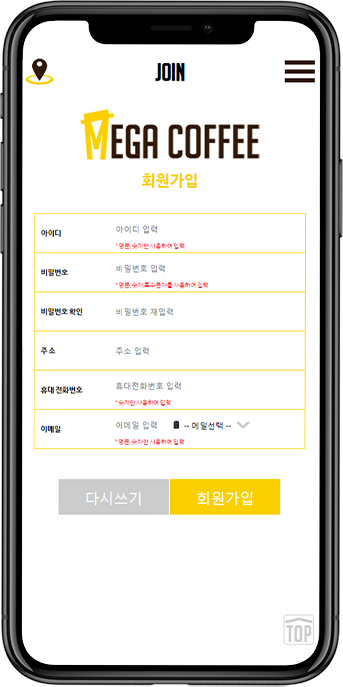 JOIN
MEGA COFFEE
회원가입
아이디
아이디 입력
* 영문, 숫자만 사용하여 입력
비밀번호
비밀번호 입력
* 영문, 숫자,특수문자를 사용하여 입력
비밀번호 확인
비밀번호 재입력
주소
주소 입력
휴대 전화번호
휴대전화번호 입력
* 숫자만 사용하여 입력
이메일
이메일 입력 @ -- 메일선택 --
* 영문, 숫자만 사용하여 입력
다시쓰기 회원가입
TOP